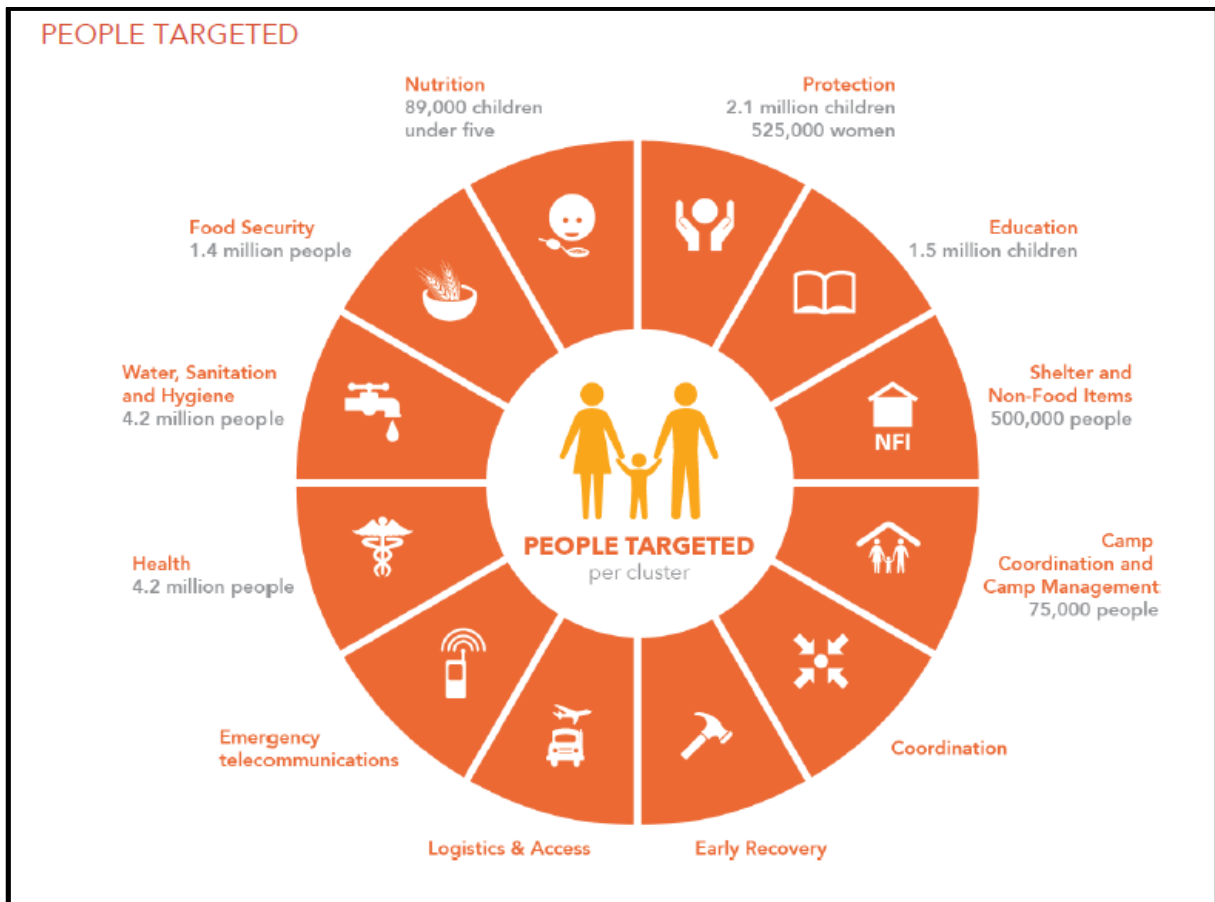 PEOPLE TARGETED
Nutrition
89,000 children
under five
Protection
2.1 million children
525,000 women
Food Security
1.4 million people
Education
1.5 million children
Water, Sanitation
and Hygiene
4.2 million people
Shelter and
Non-Food Items
500,000 people
NFI
PEOPLE TARGETED
per cluster
Health
4.2 million people
Camp
Coordination and
Camp Management
75,000 people
Emergency
telecommunications
Coordination
Logistics & Access
Early Recovery